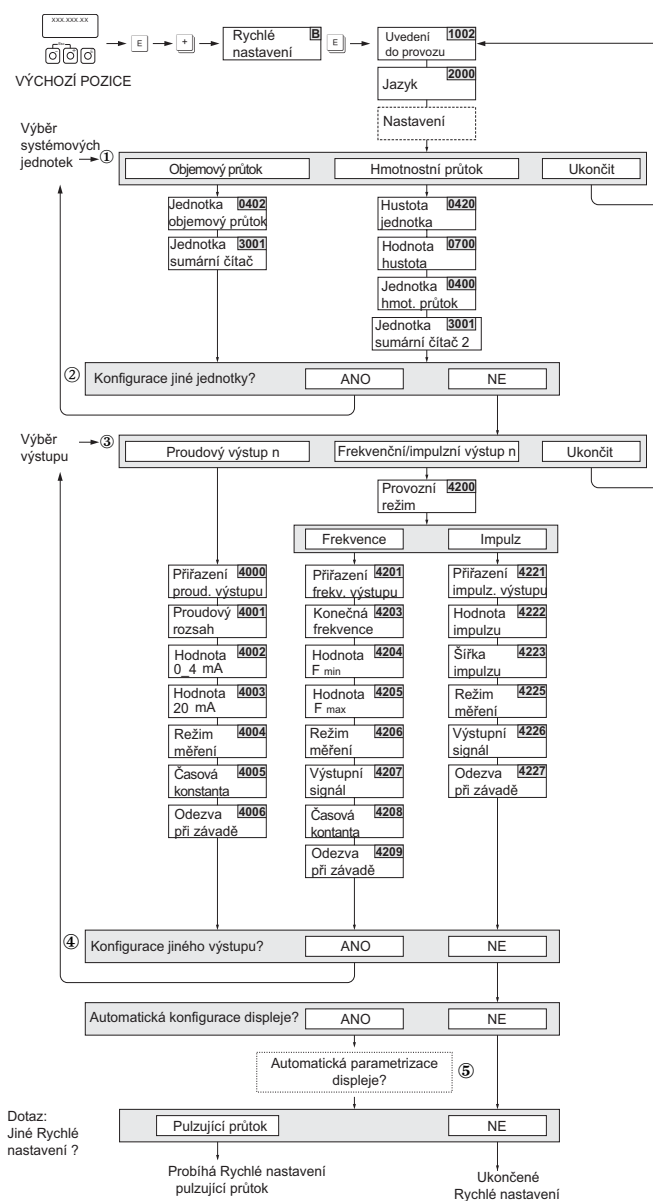 XXX.XXX.XX
Esc
E
+
Rychlé
nastavení
B
E
Uvedení
do provozu
1002
VÝCHOZÍ POZICE
Jazyk
2000
Nastavení
Výběr
systémových
jednotek
①
Objemový průtok
Hmotnostní průtok
Ukončit
Jednotka
objemový průtok
0402
Hustota
jednotka
0420
Jednotka
sumární čítač
3001
Hodnota
hustota
0700
Jednotka
hmot. průtok
0400
Jednotka
sumární čítač 2
3001
②
Konfigurace jiné jednotky?
ANO
NE
Výběr
výstupu
③
Proudový výstup n
Frekvenční/impulzní výstup n
Ukončit
Provozní
režim
4200
Frekvence
Impulz
Přiřazení
proud. výstupu
4000
Přiřazení
frekv. výstupu
4201
Přiřazení
impulz. výstupu
4221
Proudový
rozsah
4001
Konečná
frekvence
4203
Hodnota
impulzu
4222
Hodnota
0_4 mA
4002
Hodnota
F min
4204
Šířka
impulzu
4223
Hodnota
20 mA
4003
Hodnota
F max
4205
Režim
měření
4225
Režim
měření
4004
Režim
měření
4206
Výstupní
signál
4226
Časová
konstanta
4005
Výstupní
signál
4207
Odezva
při závadě
4227
Odezva
při závadě
4006
Časová
kontanta
4208
Odezva
při závadě
4209
④
Konfigurace jiného výstupu?
ANO
NE
Automatická konfigurace displeje?
ANO
NE
Automatická parametrizace
displeje?
⑤
Dotaz:
Jiné Rychlé
nastavení ?
Pulzující průtok
NE
Probíhá Rychlé nastavení
pulzující průtok
Ukončené
Rychlé nastavení